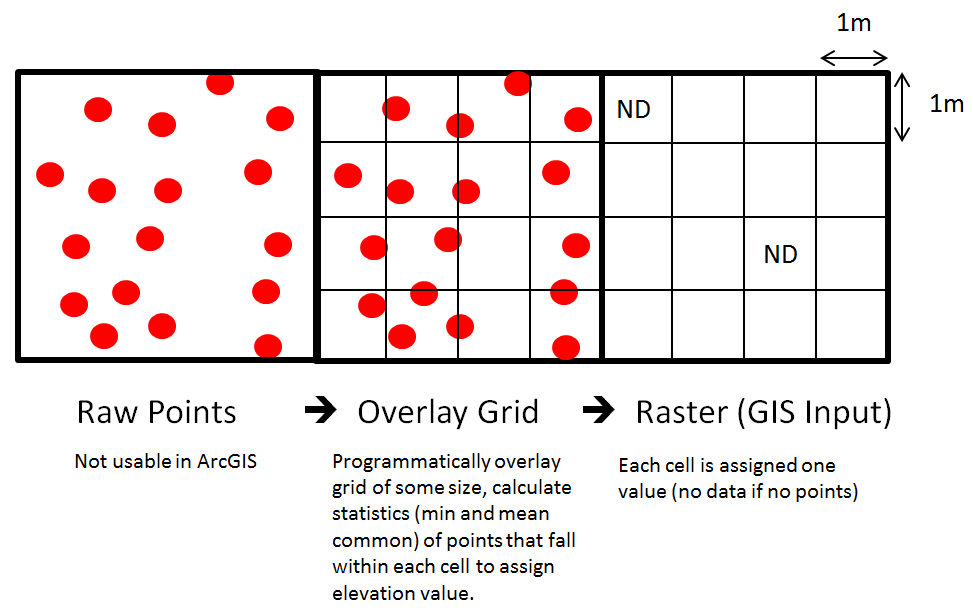 1m
1m
ND
ND
Raw Points
➔ Overlay Grid
➔ Raster (GIS Input)
Not usable in ArcGIS
Programmatically overlay
grid of some size, calculate
statistics (min and mean
common) of points that fall
within each cell to assign
elevation value.
Each cell is assigned one
value (no data if no points)